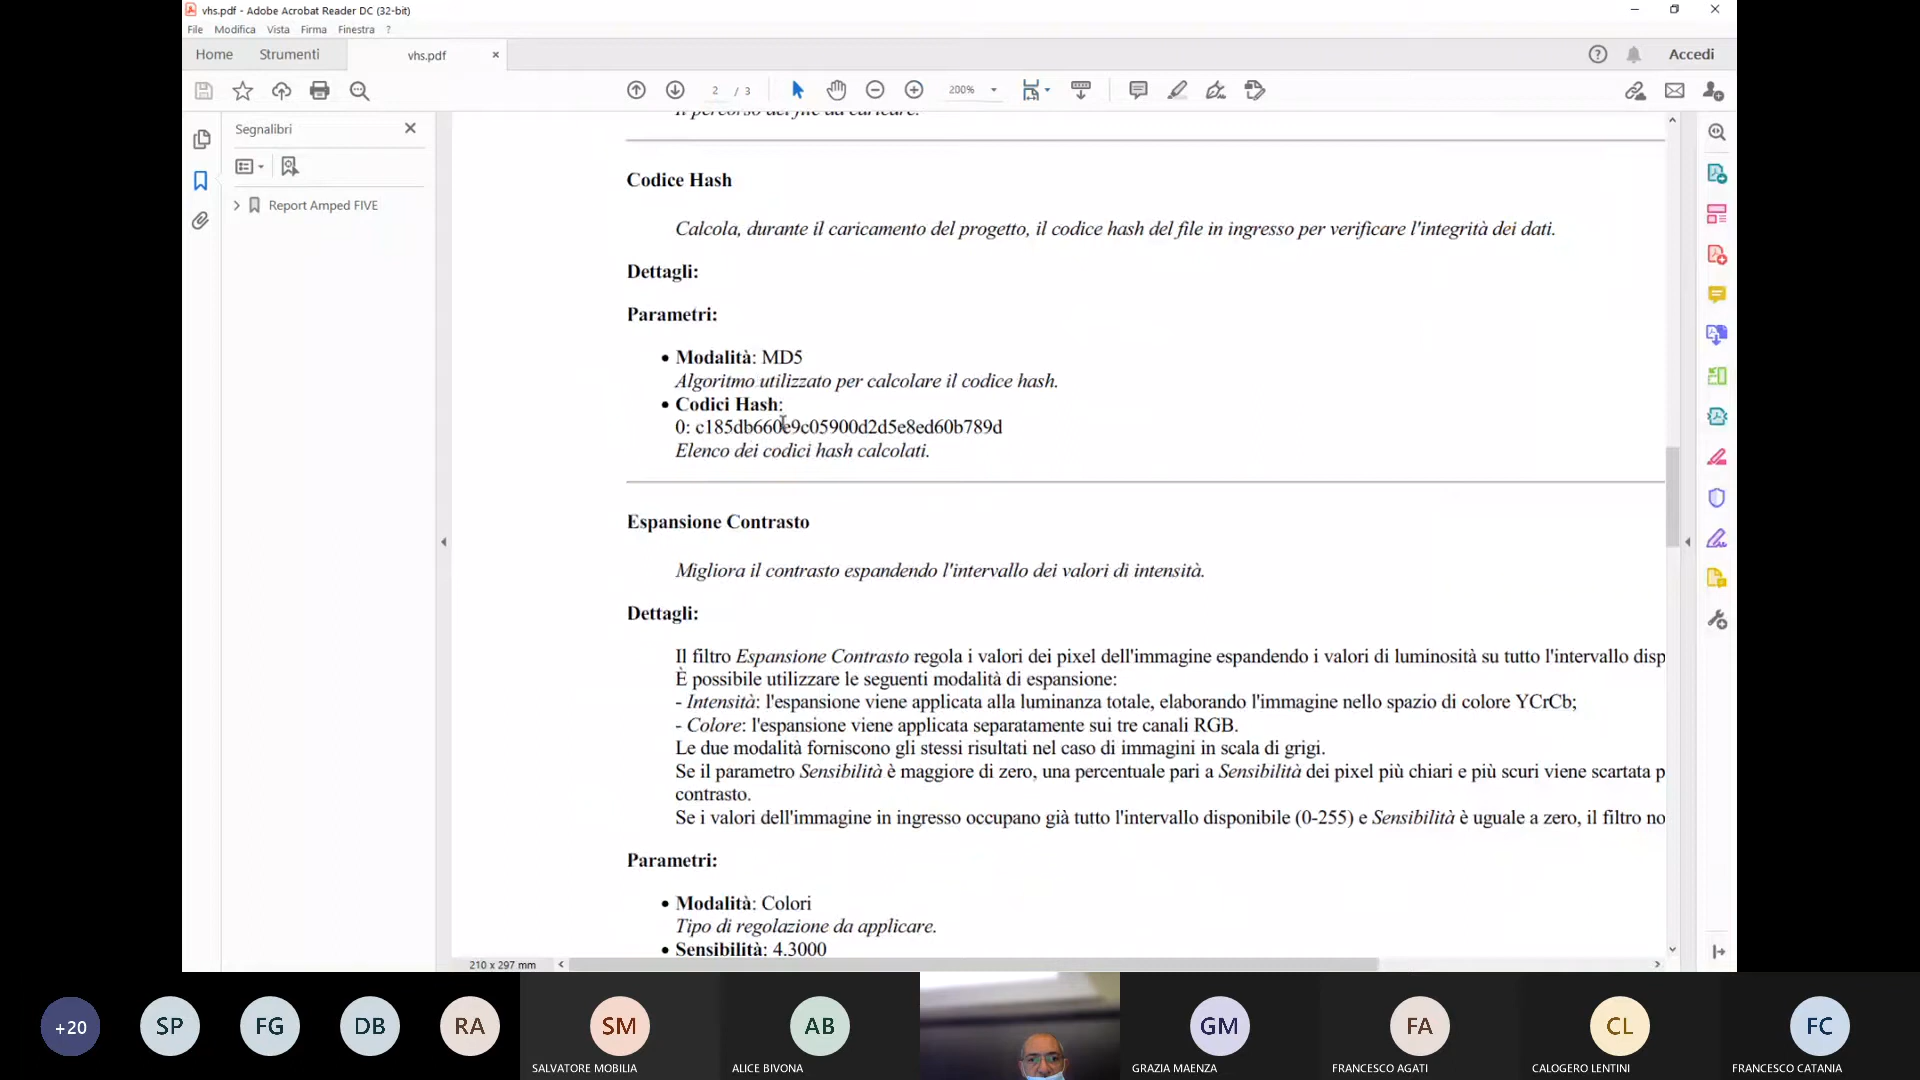 vhs.pdf - Adobe Acrobat Reader DC (32-bit)
File Modifica Vista Firma Finestra ?
Home Strumenti vhs.pdf Accedi
2 / 3 200%
Segnalibri
Report Amped FIVE
Il percorso del file da caricare.
Codice Hash
Calcola, durante il caricamento del progetto, il codice hash del file in ingresso per verificare l'integrità dei dati.
Dettagli:
Parametri:
• Modalità: MD5
Algoritmo utilizzato per calcolare il codice hash.
• Codici Hash:
0: c185db660e9c05900d2d5e8ed60b789d
Elenco dei codici hash calcolati.
Espansione Contrasto
Migliora il contrasto espandendo l'intervallo dei valori di intensità.
Dettagli:
Il filtro Espansione Contrasto regola i valori dei pixel dell'immagine espandendo i valori di luminosità su tutto l'intervallo disp
È possibile utilizzare le seguenti modalità di espansione:
- Intensità: l'espansione viene applicata alla luminanza totale, elaborando l'immagine nello spazio di colore YCrCb;
- Colore: l'espansione viene applicata separatamente sui tre canali RGB.
Le due modalità forniscono gli stessi risultati nel caso di immagini in scala di grigi.
Se il parametro Sensibilità è maggiore di zero, una percentuale pari a Sensibilità dei pixel più chiari e più scuri viene scartata p
contrasto.
Se i valori dell'immagine in ingresso occupano già tutto l'intervallo disponibile (0-255) e Sensibilità è uguale a zero, il filtro no
Parametri:
• Modalità: Colori
Tipo di regolazione da applicare.
• Sensibilità: 4.3000
210 x 297 mm
+20 SP FG DB RA SM AB GM FA CL FC
SALVATORE MOBILIA ALICE BIVONA GRAZIA MAENZA FRANCESCO AGATI CALOGERO LENTINI FRANCESCO CATANIA